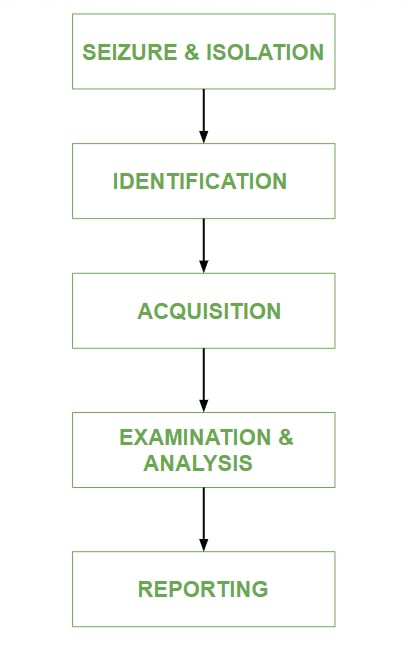 SEIZURE & ISOLATION
IDENTIFICATION
ACQUISITION
EXAMINATION &
ANALYSIS
REPORTING